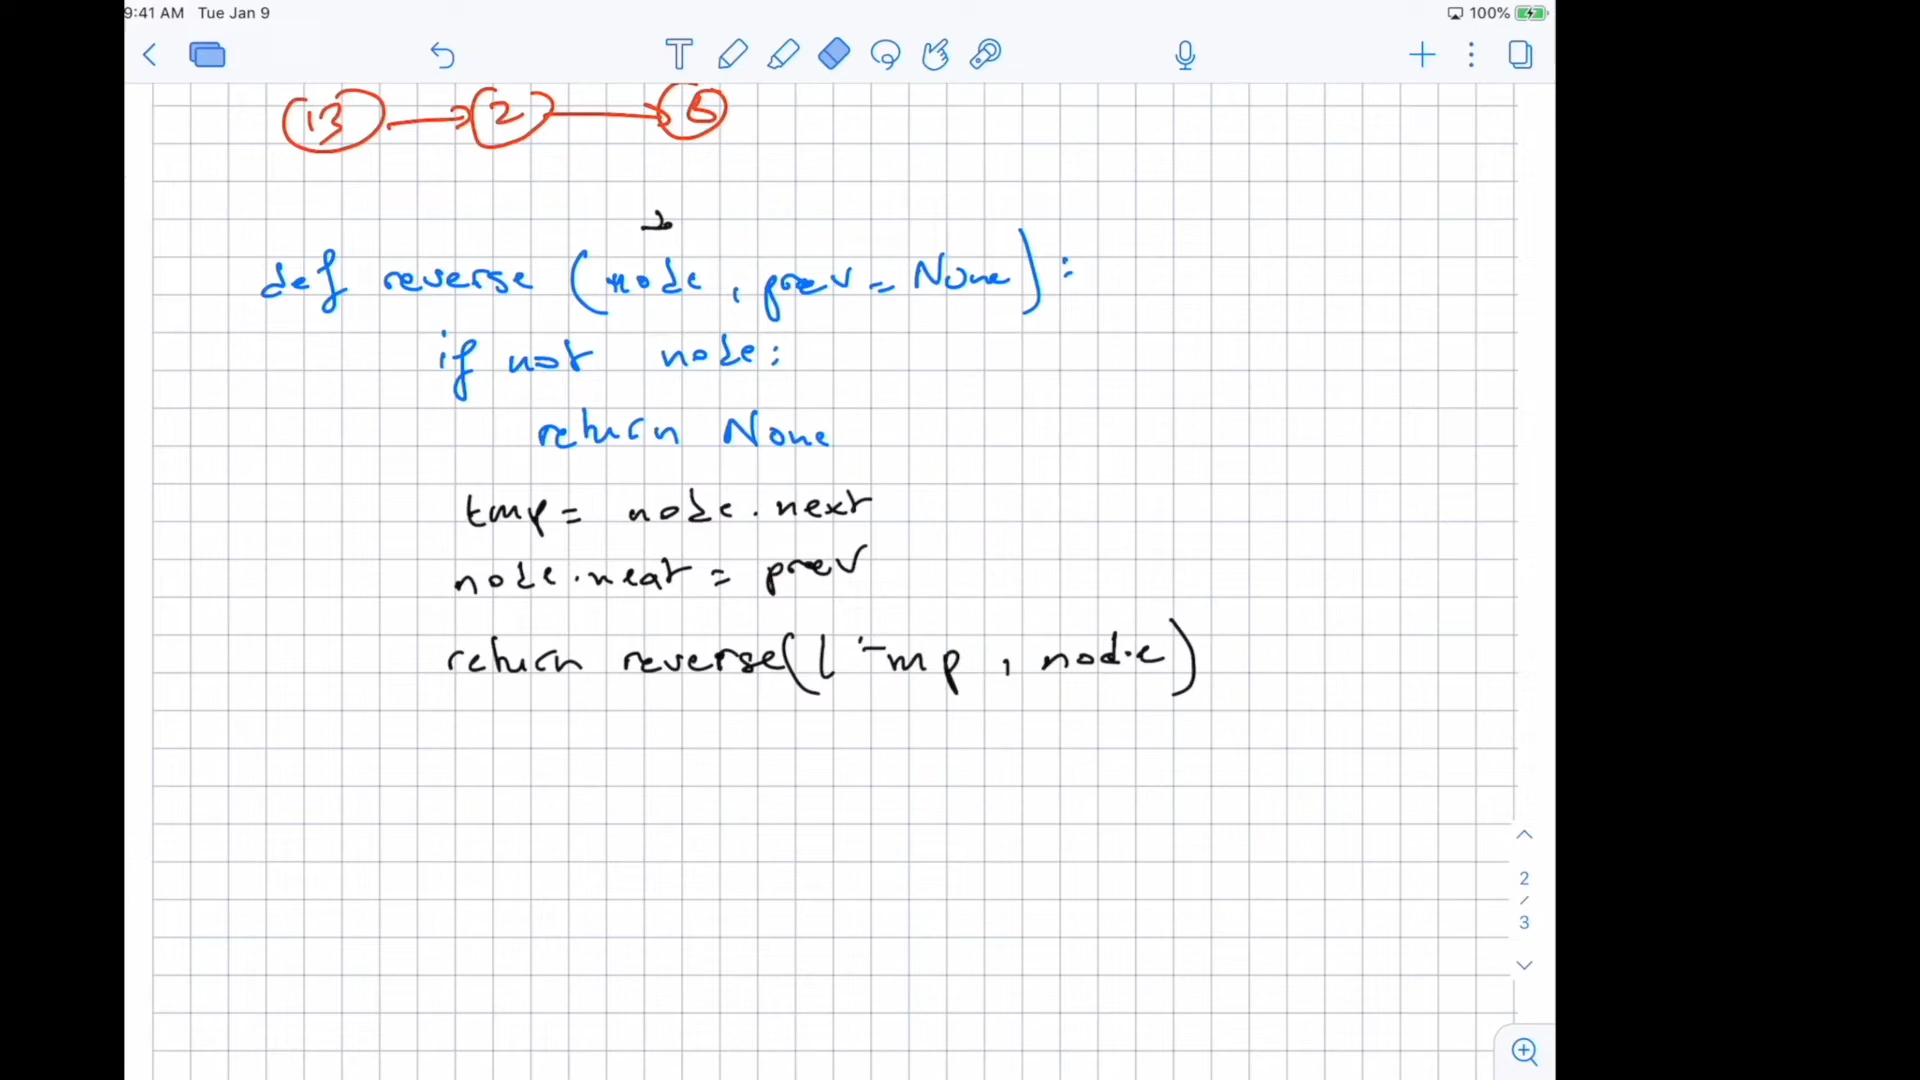 9:41 AM Tue Jan 9 100%
13 2 5
def reverse (node, prev = None):
if not node:
return None
tmp = node.next
node.next = prev
return reverse(tmp, node)
2
3